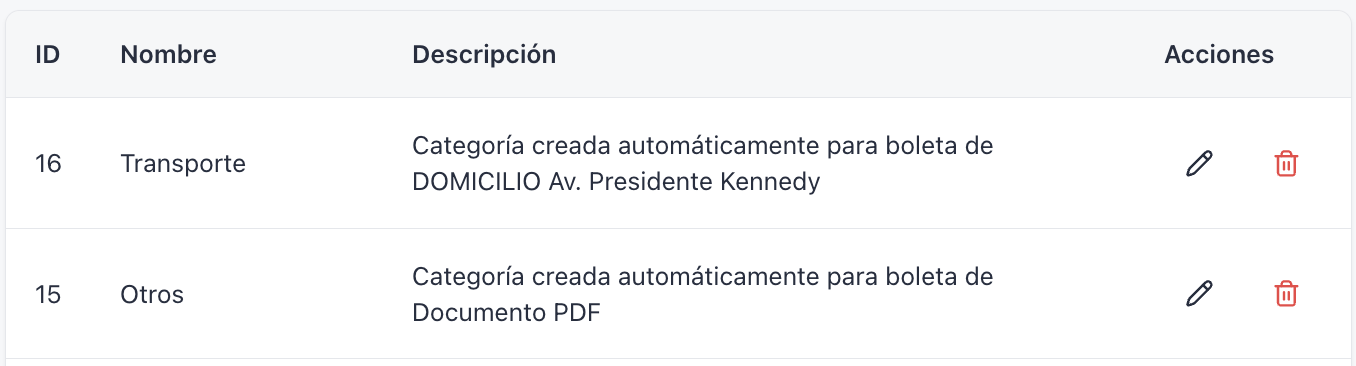 ID Nombre Descripción Acciones
16 Transporte Categoría creada automáticamente para boleta de
DOMICILIO Av. Presidente Kennedy
15 Otros Categoría creada automáticamente para boleta de
Documento PDF